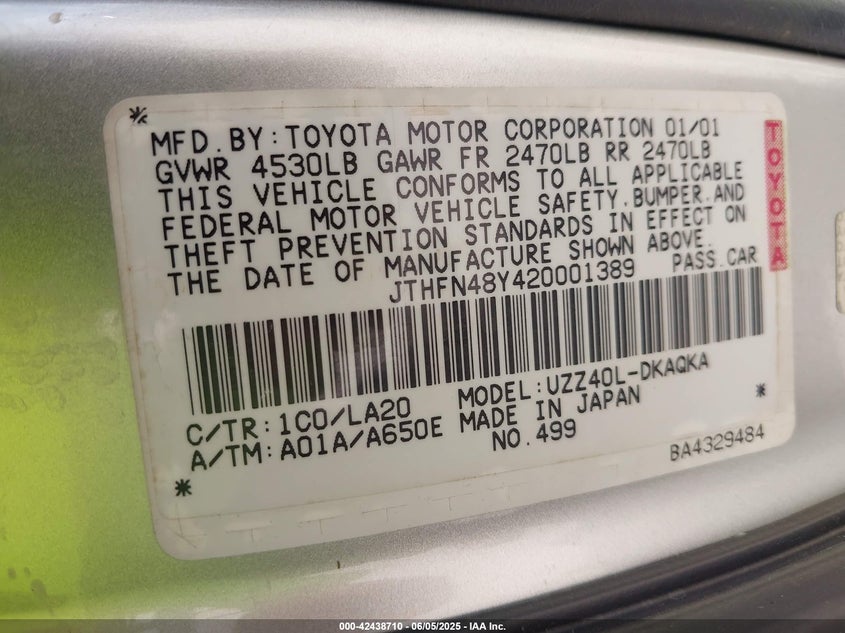 MFD.BY:TOYOTA MOTOR CORPORATION 01/01
GVWR 4530LB GAWR FR 2470LB RR 2470LB
THIS VEHICLE CONFORMS TO ALL APPLICABLE
FEDERAL MOTOR VEHICLE SAFETY,BUMPER,AND
THEFT PREVENTION STANDARDS IN EFFECT ON
THE DATE OF MANUFACTURE SHOWN ABOVE.
JTHFN48Y420001389 PASS.CAR
TOYOTA
C/TR:1C0/LA20 MODEL:UZZ40L-DKAQKA
A/TM:A01A/A650E MADE IN JAPAN
NO.499
BA4329484
000-42438710 | 06/05/2025 - IAA Inc.